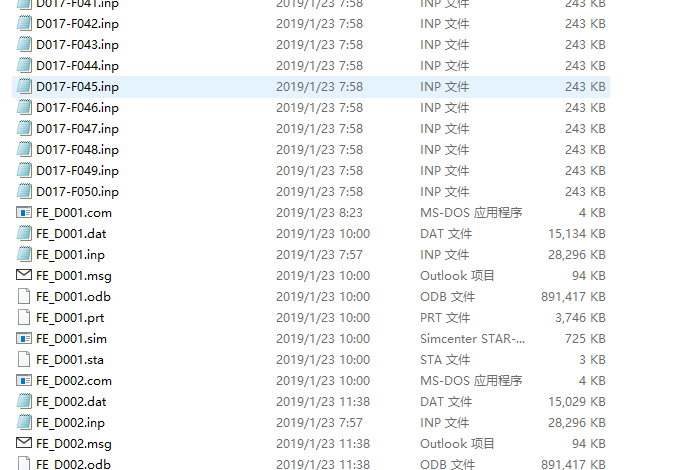 D017-F041.inp 2019/1/23 7:58 INP 文件 243 KB
D017-F042.inp 2019/1/23 7:58 INP 文件 243 KB
D017-F043.inp 2019/1/23 7:58 INP 文件 243 KB
D017-F044.inp 2019/1/23 7:58 INP 文件 243 KB
D017-F045.inp 2019/1/23 7:58 INP 文件 243 KB
D017-F046.inp 2019/1/23 7:58 INP 文件 243 KB
D017-F047.inp 2019/1/23 7:58 INP 文件 243 KB
D017-F048.inp 2019/1/23 7:58 INP 文件 243 KB
D017-F049.inp 2019/1/23 7:58 INP 文件 243 KB
D017-F050.inp 2019/1/23 7:58 INP 文件 243 KB
FE_D001.com 2019/1/23 8:23 MS-DOS 应用程序 4 KB
FE_D001.dat 2019/1/23 10:00 DAT 文件 15,134 KB
FE_D001.inp 2019/1/23 7:57 INP 文件 28,296 KB
FE_D001.msg 2019/1/23 10:00 Outlook 项目 94 KB
FE_D001.odb 2019/1/23 10:00 ODB 文件 891,417 KB
FE_D001.prt 2019/1/23 10:00 PRT 文件 3,746 KB
FE_D001.sim 2019/1/23 10:00 Simcenter STAR-... 725 KB
FE_D001.sta 2019/1/23 10:00 STA 文件 3 KB
FE_D002.com 2019/1/23 10:00 MS-DOS 应用程序 4 KB
FE_D002.dat 2019/1/23 11:38 DAT 文件 15,029 KB
FE_D002.inp 2019/1/23 7:57 INP 文件 28,296 KB
FE_D002.msg 2019/1/23 11:38 Outlook 项目 94 KB
FE_D002.odb 2019/1/23 11:38 ODB 文件 891,417 KB